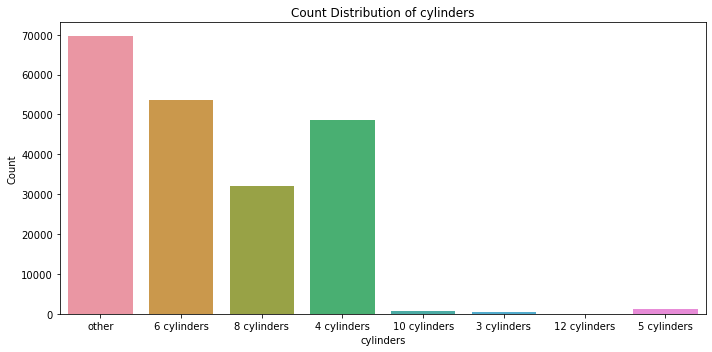 Count Distribution of cylinders
Count
70000
60000
50000
40000
30000
20000
10000
0
other 6 cylinders 8 cylinders 4 cylinders 10 cylinders 3 cylinders 12 cylinders 5 cylinders
cylinders